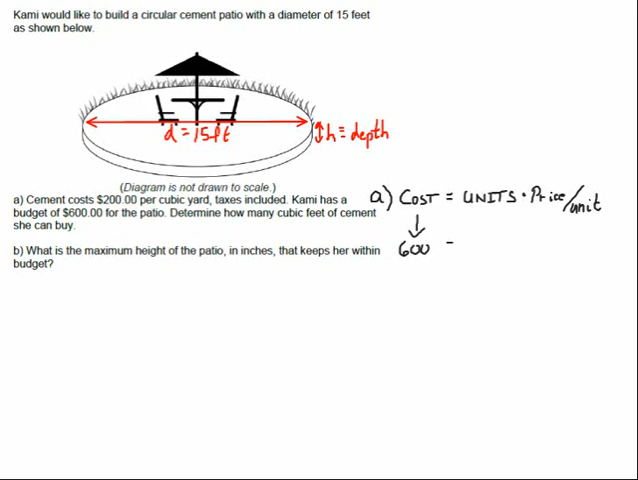 Kami would like to build a circular cement patio with a diameter of 15 feet
as shown below.
d = 15ft
h = depth
(Diagram is not drawn to scale.)
a) Cement costs $200.00 per cubic yard, taxes included. Kami has a
budget of $600.00 for the patio. Determine how many cubic feet of cement
she can buy.
b) What is the maximum height of the patio, in inches, that keeps her within
budget?
a) COST = UNITS · Price/unit
600 =